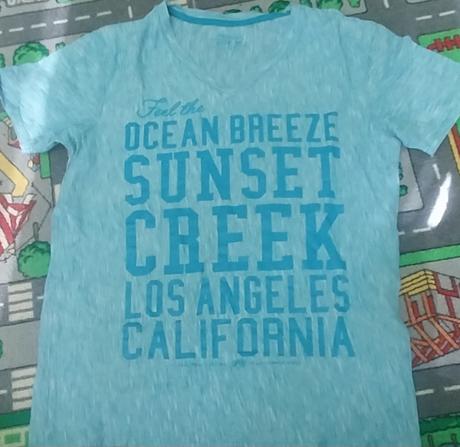 Feel the
OCEAN BREEZE
SUNSET
CREEK
LOS ANGELES
CALIFORNIA